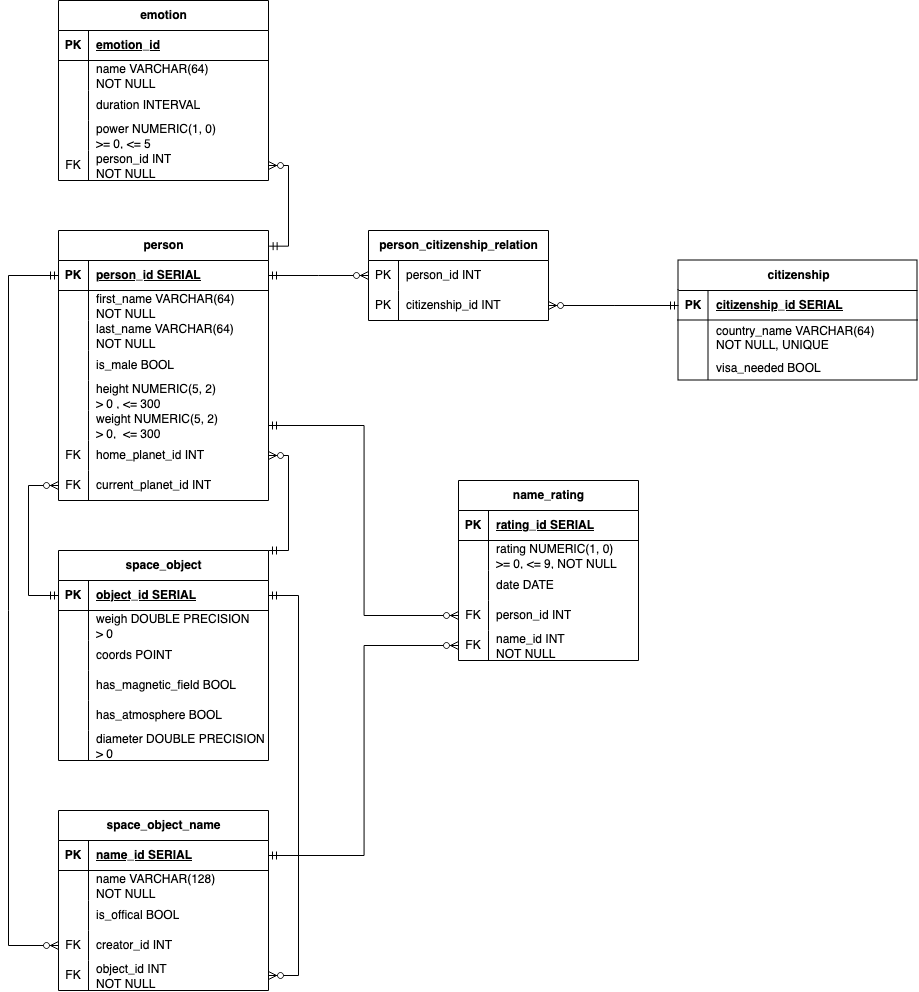 emotion
PK emotion_id
name VARCHAR(64)
NOT NULL
duration INTERVAL
power NUMERIC(1, 0)
>= 0, <= 5
FK person_id INT
NOT NULL
person
PK person_id SERIAL
first_name VARCHAR(64)
NOT NULL
last_name VARCHAR(64)
NOT NULL
is_male BOOL
height NUMERIC(5, 2)
> 0 , <= 300
weight NUMERIC(5, 2)
> 0, <= 300
FK home_planet_id INT
FK current_planet_id INT
person_citizenship_relation
PK person_id INT
PK citizenship_id INT
citizenship
PK citizenship_id SERIAL
country_name VARCHAR(64)
NOT NULL, UNIQUE
visa_needed BOOL
name_rating
PK rating_id SERIAL
rating NUMERIC(1, 0)
>= 0, <= 9, NOT NULL
date DATE
FK person_id INT
FK name_id INT
NOT NULL
space_object
PK object_id SERIAL
weigh DOUBLE PRECISION
> 0
coords POINT
has_magnetic_field BOOL
has_atmosphere BOOL
diameter DOUBLE PRECISION
> 0
space_object_name
PK name_id SERIAL
name VARCHAR(128)
NOT NULL
is_offical BOOL
FK creator_id INT
FK object_id INT
NOT NULL